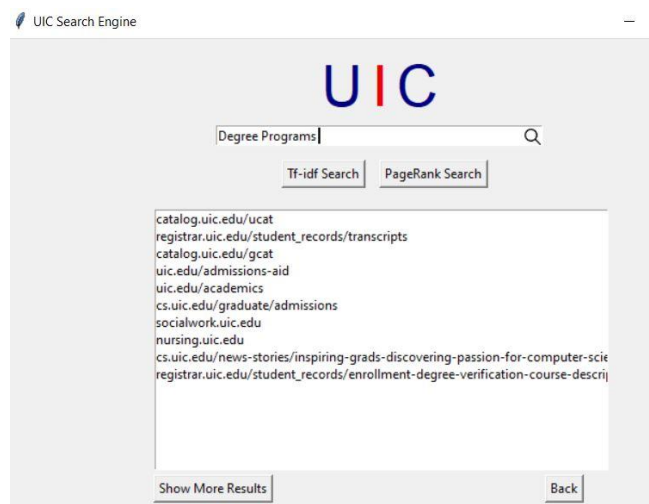 UIC Search Engine
U I C
Degree Programs
Tf-idf Search PageRank Search
catalog.uic.edu/ucat
registrar.uic.edu/student_records/transcripts
catalog.uic.edu/gcat
uic.edu/admissions-aid
uic.edu/academics
cs.uic.edu/graduate/admissions
socialwork.uic.edu
nursing.uic.edu
cs.uic.edu/news-stories/inspiring-grads-discovering-passion-for-computer-scie
registrar.uic.edu/student_records/enrollment-degree-verification-course-descri
Show More Results Back